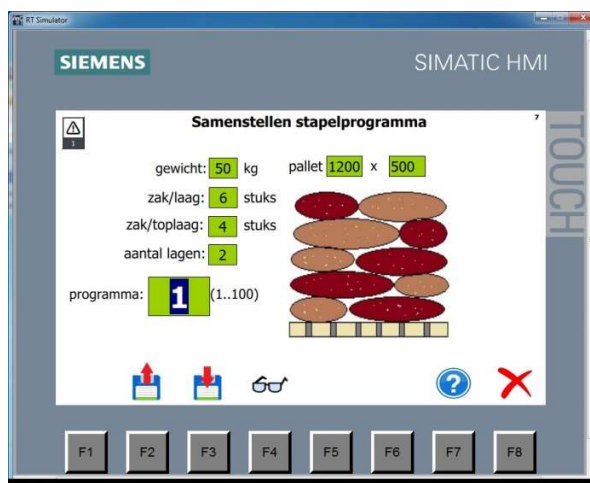 RT Simulator
SIEMENS
SIMATIC HMI
TOUCH
Samenstellen stapelprogramma
7
1
gewicht: 50 kg
pallet 1200 x 500
zak/laag: 6 stuks
zak/toplaag: 4 stuks
aantal lagen: 2
programma: 1 (1..100)
?
F1 F2 F3 F4 F5 F6 F7 F8